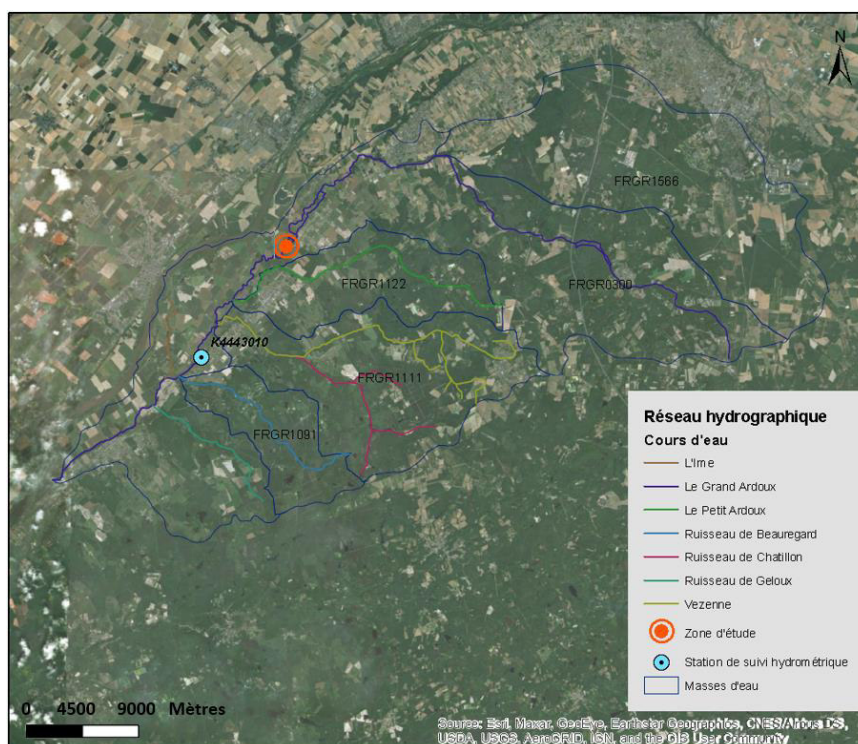 N
FRGR1566
FRGR0300
FRGR1122
K4443010
FRGR1111
FRGR1091
Réseau hydrographique
Cours d'eau
L'Ime
Le Grand Ardoux
Le Petit Ardoux
Ruisseau de Beauregard
Ruisseau de Chatillon
Ruisseau de Geloux
Vezenne
Zone d'étude
Station de suivi hydrométrique
Masses d'eau
0 4500 9000 Mètres
Source: Esri, Maxar, GeoEye, Earthstar Geographics, CNES/Airbus DS,
USDA, USGS, AeroGRID, IGN, and the GIS User Community